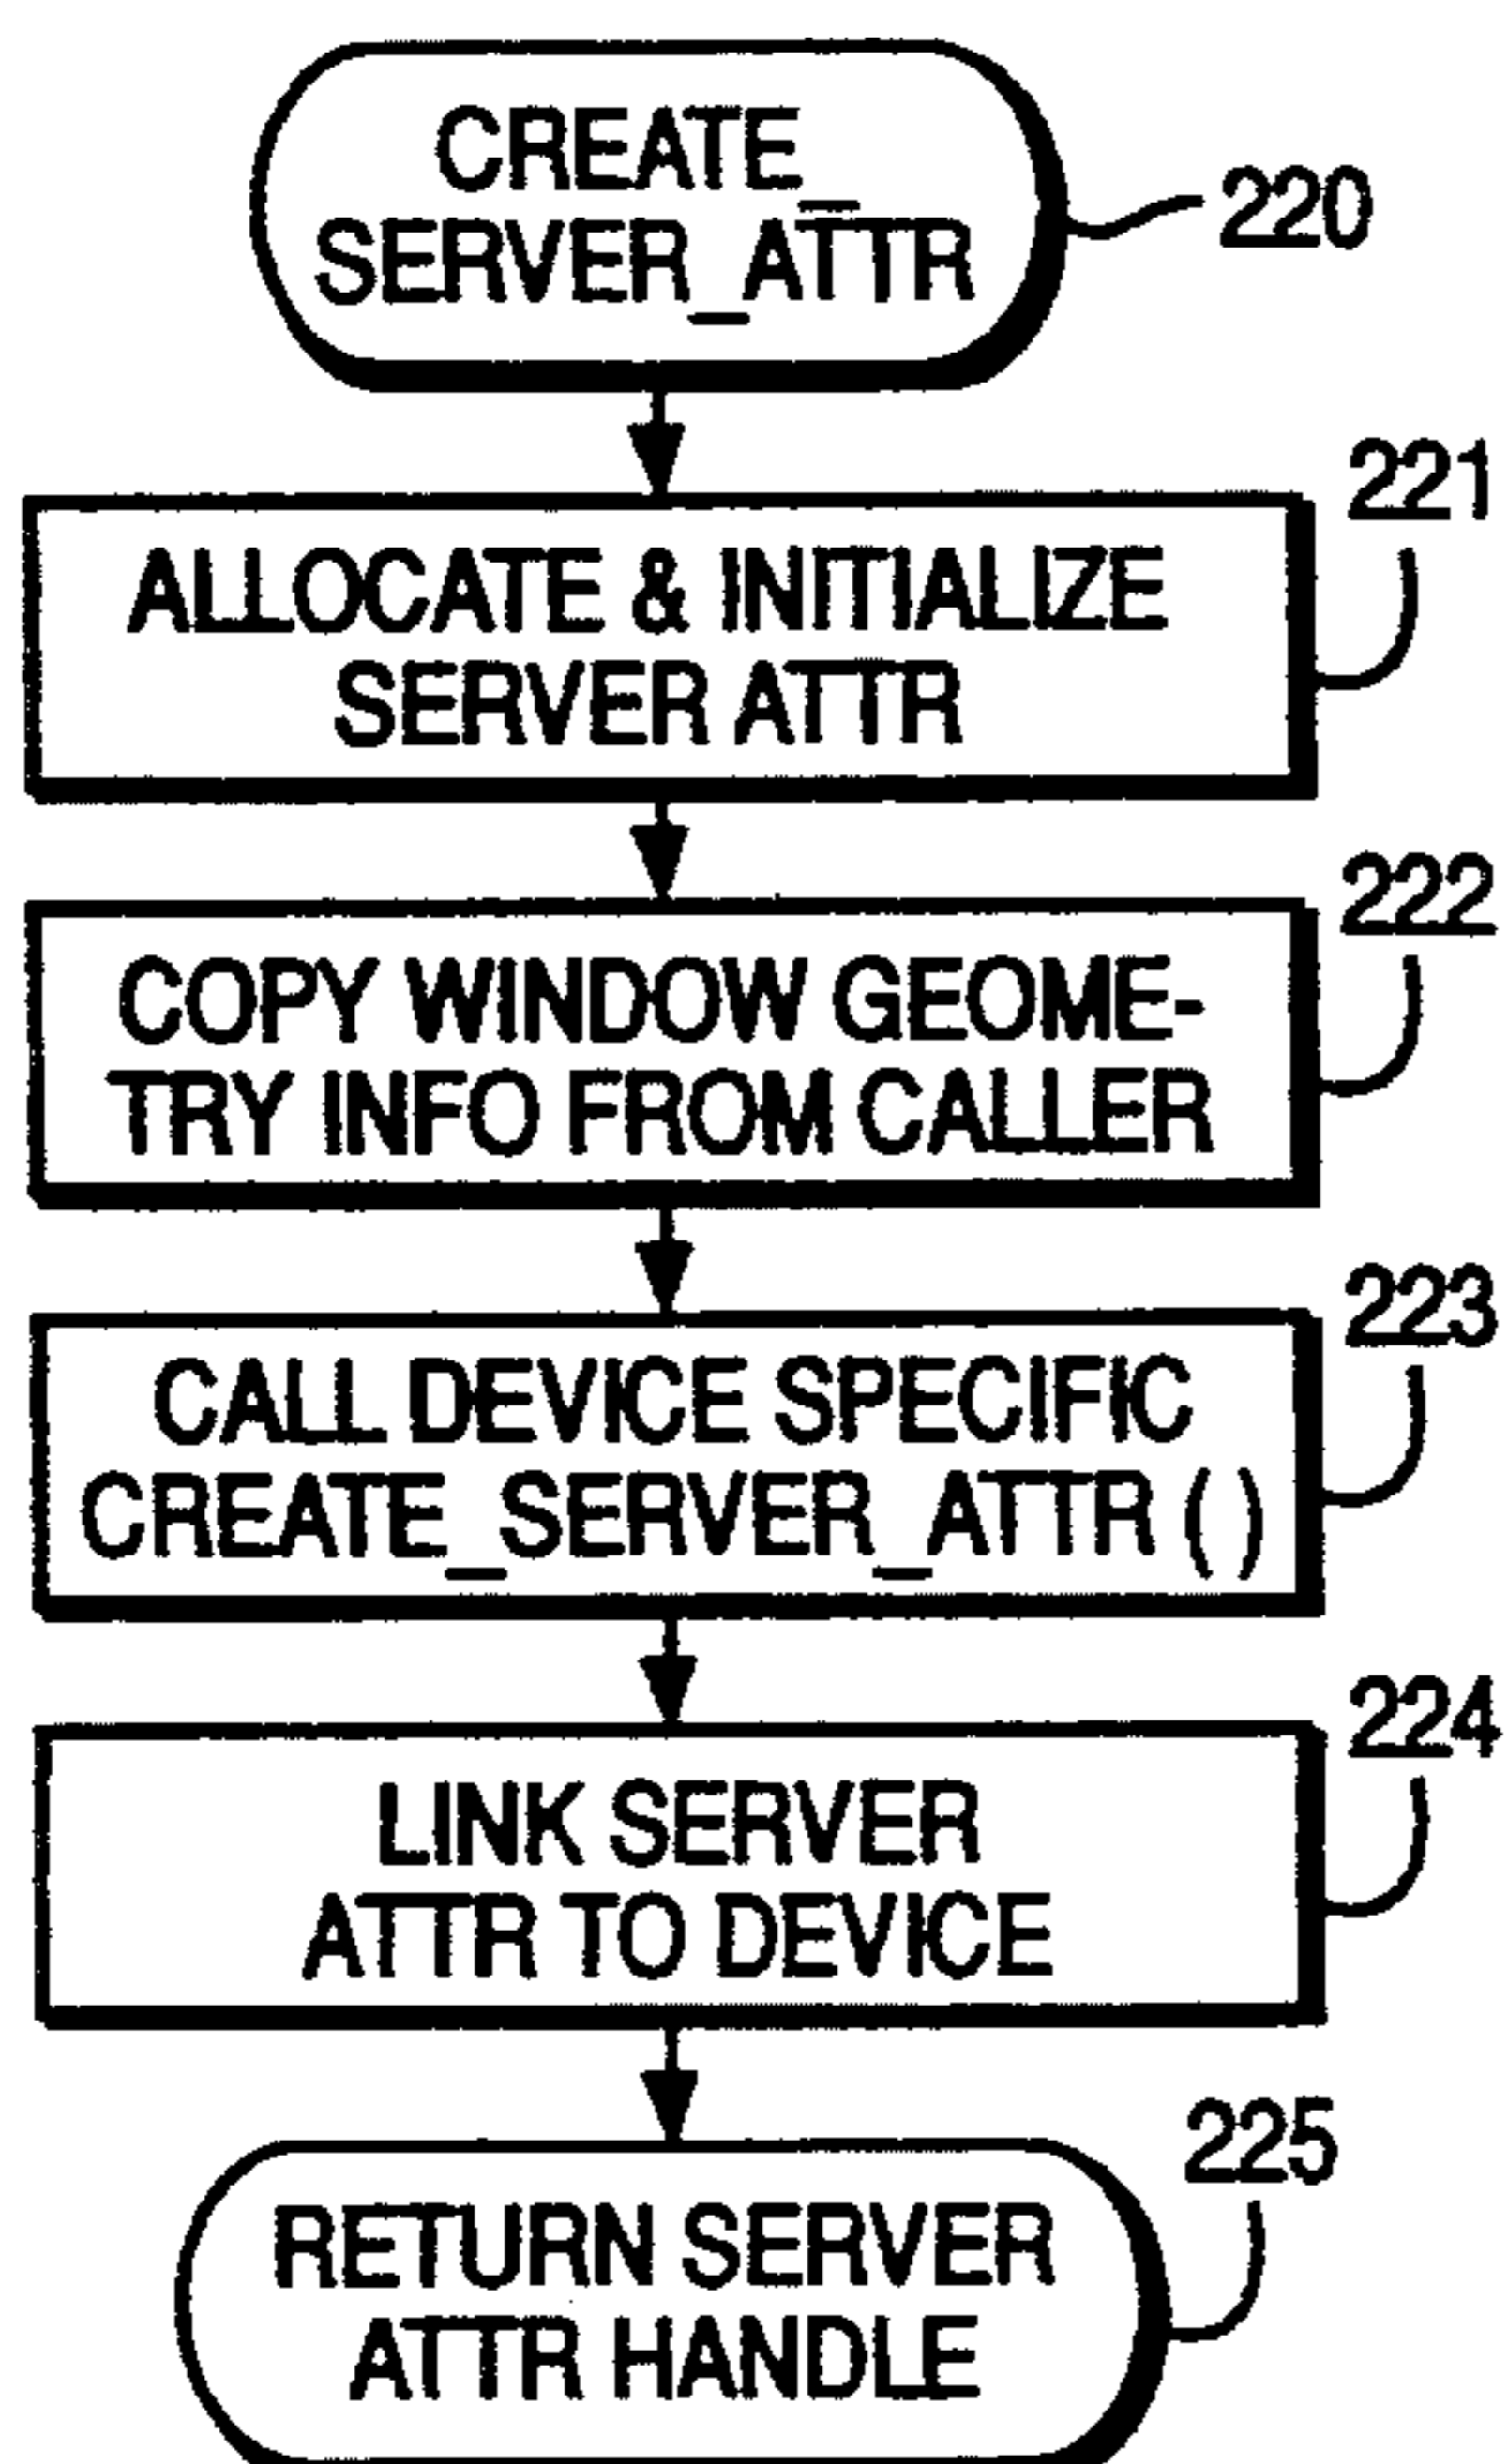 CREATE_
SERVER_ATTR
220
221
ALLOCATE & INITIALIZE
SERVER ATTR
222
COPY WINDOW GEOME-
TRY INFO FROM CALLER
223
CALL DEVICE SPECIFIC
CREATE_SERVER_ATTR ( )
224
LINK SERVER
ATTR TO DEVICE
225
RETURN SERVER
ATTR HANDLE